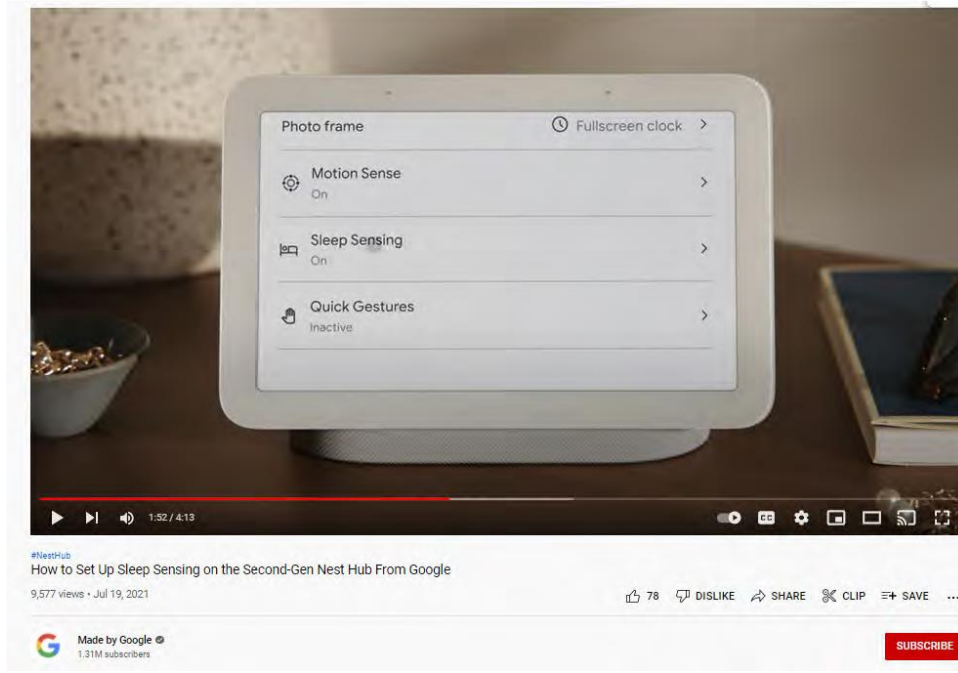 Photo frame Fullscreen clock >
Motion Sense >
On
Sleep Sensing >
On
Quick Gestures >
Inactive
1:52 / 4:13 CC
#NestHub
How to Set Up Sleep Sensing on the Second-Gen Nest Hub From Google
9,577 views • Jul 19, 2021 78 DISLIKE SHARE CLIP SAVE ...
Made by Google
1.31M subscribers SUBSCRIBE